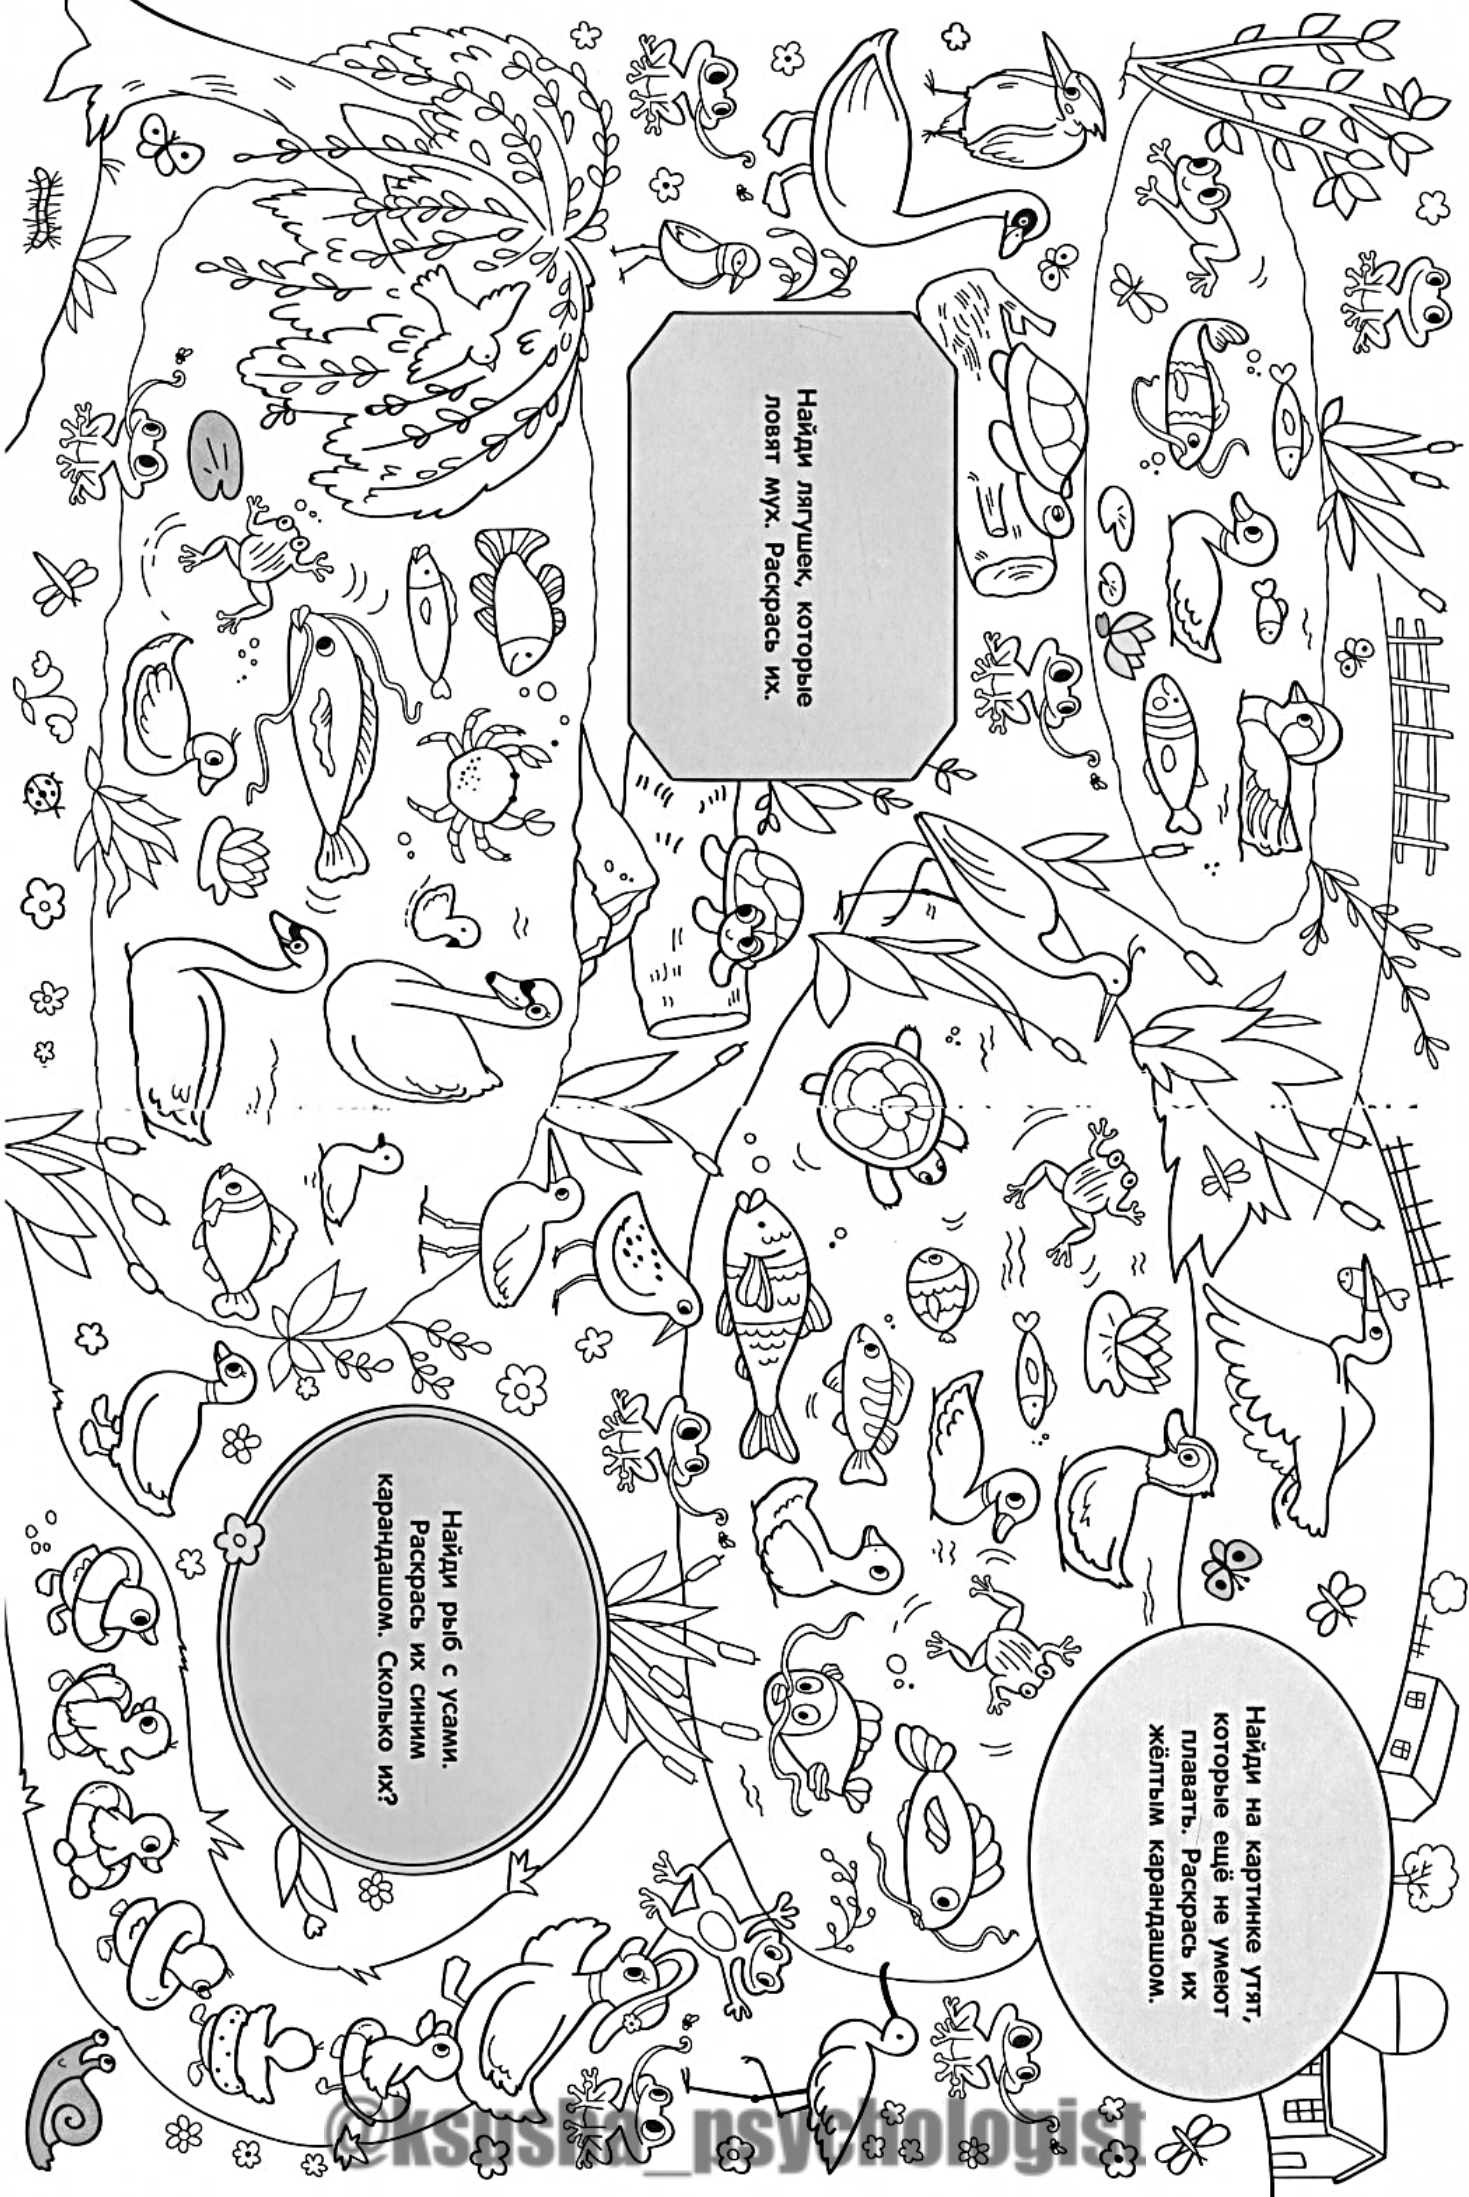 Найди лягушек, которые
ловят мух. Раскрась их.
Найди рыб с усами.
Раскрась их синим
карандашом. Сколько их?
Найди на картинке утят,
которые ещё не умеют
плавать. Раскрась их
жёлтым карандашом.
@ksusha_psychologist